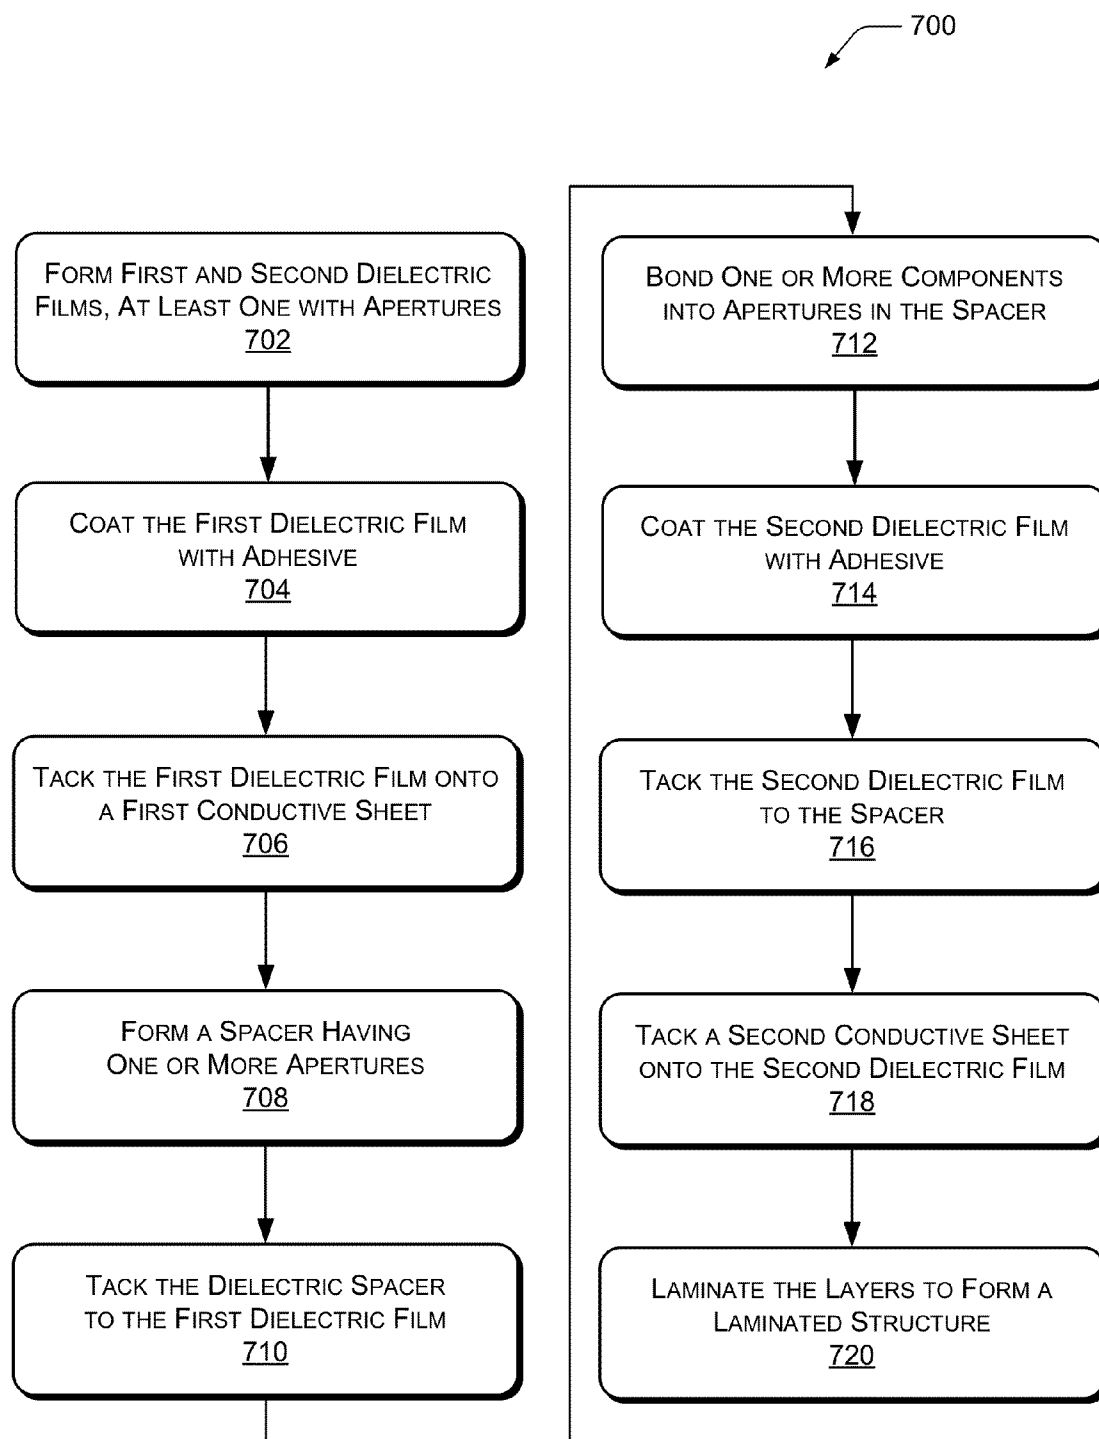 700
FORM FIRST AND SECOND DIELECTRIC
FILMS, AT LEAST ONE WITH APERTURES
702
COAT THE FIRST DIELECTRIC FILM
WITH ADHESIVE
704
TACK THE FIRST DIELECTRIC FILM ONTO
A FIRST CONDUCTIVE SHEET
706
FORM A SPACER HAVING
ONE OR MORE APERTURES
708
TACK THE DIELECTRIC SPACER
TO THE FIRST DIELECTRIC FILM
710
BOND ONE OR MORE COMPONENTS
INTO APERTURES IN THE SPACER
712
COAT THE SECOND DIELECTRIC FILM
WITH ADHESIVE
714
TACK THE SECOND DIELECTRIC FILM
TO THE SPACER
716
TACK A SECOND CONDUCTIVE SHEET
ONTO THE SECOND DIELECTRIC FILM
718
LAMINATE THE LAYERS TO FORM A
LAMINATED STRUCTURE
720